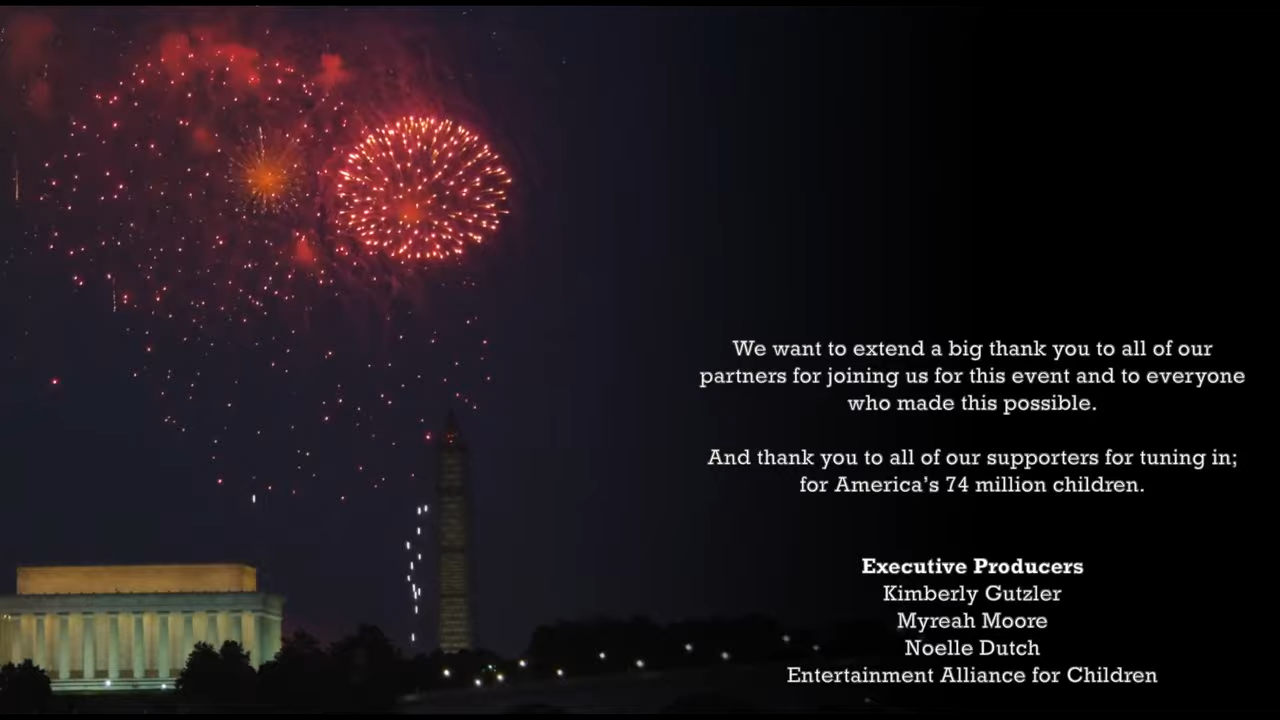 We want to extend a big thank you to all of our
partners for joining us for this event and to everyone
who made this possible.
And thank you to all of our supporters for tuning in;
for America's 74 million children.
Executive Producers
Kimberly Gutzler
Myreah Moore
Noelle Dutch
Entertainment Alliance for Children